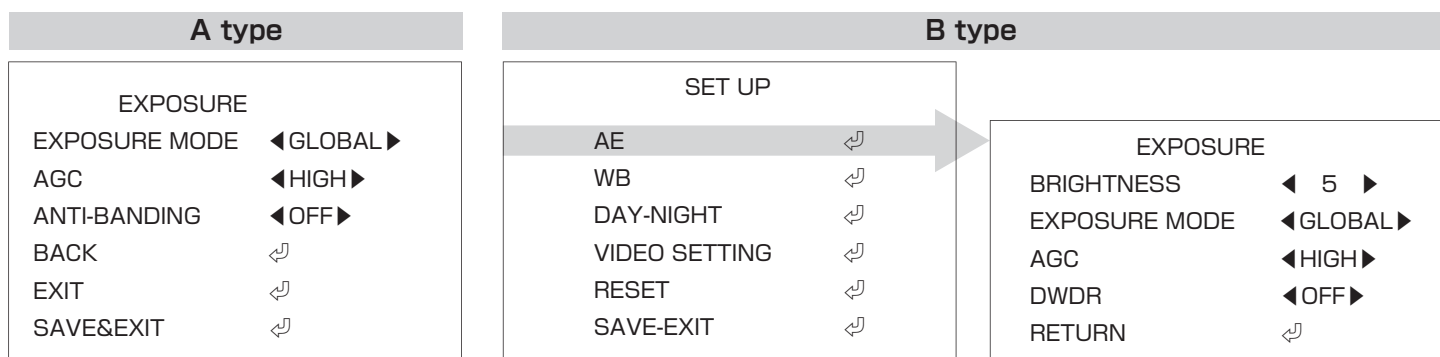 A type
EXPOSURE
EXPOSURE MODE ◀GLOBAL▶
AGC ◀HIGH▶
ANTI-BANDING ◀OFF▶
BACK ⏎
EXIT ⏎
SAVE&EXIT ⏎
B type
SET UP
AE ⏎
WB ⏎
DAY-NIGHT ⏎
VIDEO SETTING ⏎
RESET ⏎
SAVE-EXIT ⏎
EXPOSURE
BRIGHTNESS ◀ 5 ▶
EXPOSURE MODE ◀GLOBAL▶
AGC ◀HIGH▶
DWDR ◀OFF▶
RETURN ⏎